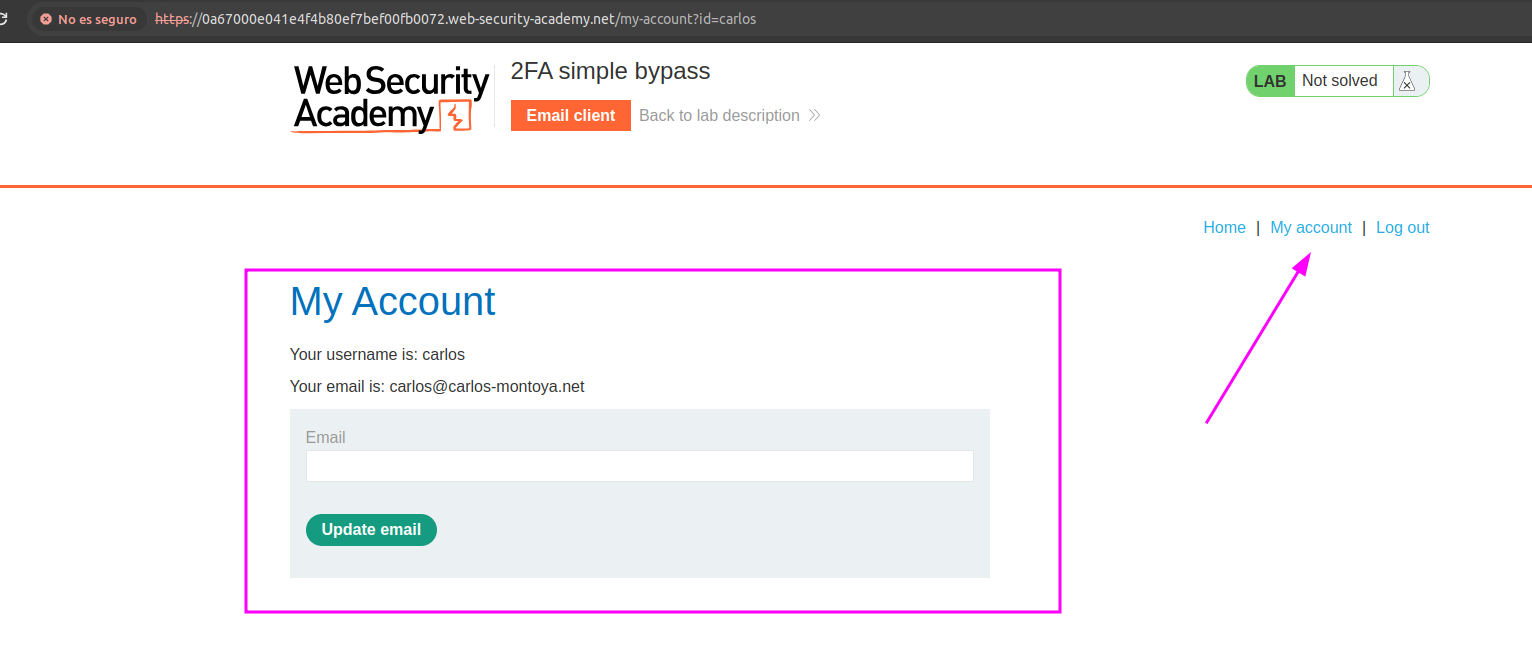 No es seguro https://0a67000e041e4f4b80ef7bef00fb0072.web-security-academy.net/my-account?id=carlos
Web Security
Academy
2FA simple bypass
Email client Back to lab description
LAB Not solved
Home | My account | Log out
My Account
Your username is: carlos
Your email is: carlos@carlos-montoya.net
Email
Update email